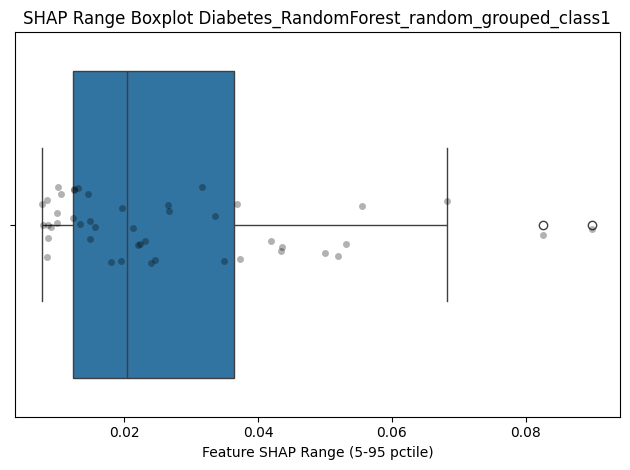 SHAP Range Boxplot Diabetes_RandomForest_random_grouped_class1
0.02 0.04 0.06 0.08
Feature SHAP Range (5-95 pctile)